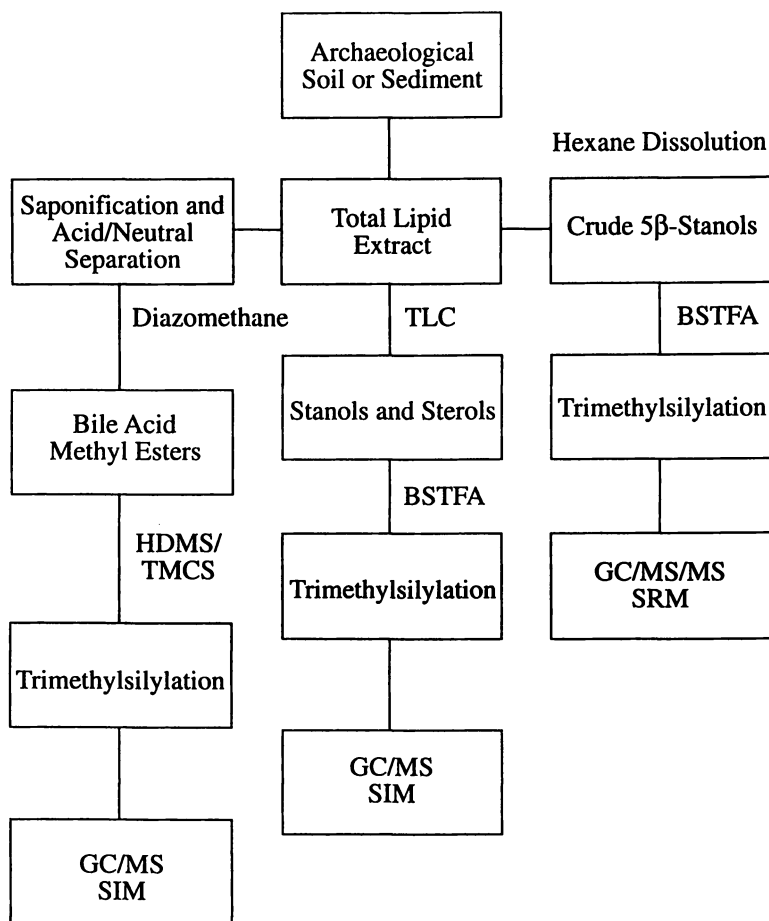 Archaeological
Soil or Sediment
Hexane Dissolution
Saponification and
Acid/Neutral
Separation
Total Lipid
Extract
Crude 5β-Stanols
Diazomethane
TLC
BSTFA
Bile Acid
Methyl Esters
Stanols and Sterols
Trimethylsilylation
HDMS/
TMCS
BSTFA
Trimethylsilylation
GC/MS/MS
SRM
Trimethylsilylation
GC/MS
SIM
GC/MS
SIM